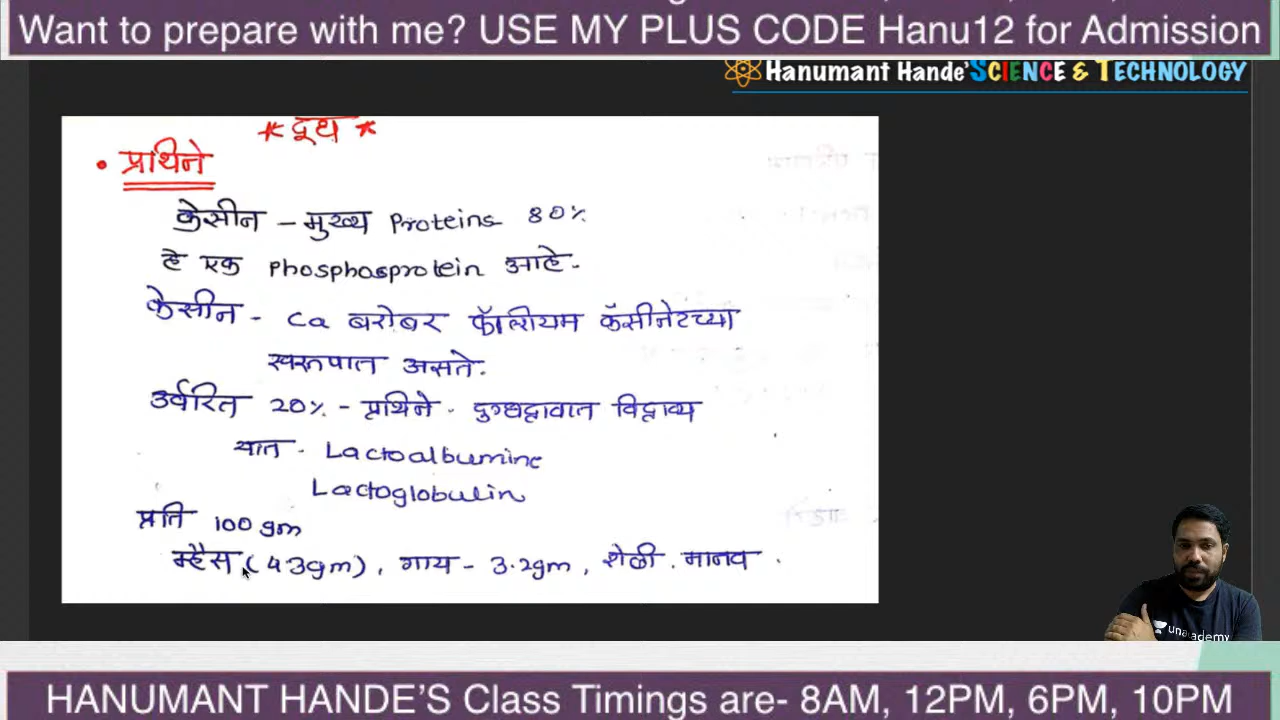 Want to prepare with me? USE MY PLUS CODE Hanu12 for Admission
Hanumant Hande'SCIENCE & TECHNOLOGY
* दूध *
• प्रथिने
केसीन - मुख्य Proteins 80%
हे एक Phosphosprotein आहे.
केसीन - Ca बरोबर कॅल्शीयम कॅसीनेटच्या
स्वरूपात असते.
उर्वरित 20% - प्रथिने - दुग्धद्रावात विद्राव्य
यात - Lactoalbumine
Lactoglobulin
प्रति 100 gm
म्हैस (4.3gm), गाय - 3.2gm, शेळी . मानव .
unacademy
HANUMANT HANDE'S Class Timings are- 8AM, 12PM, 6PM, 10PM